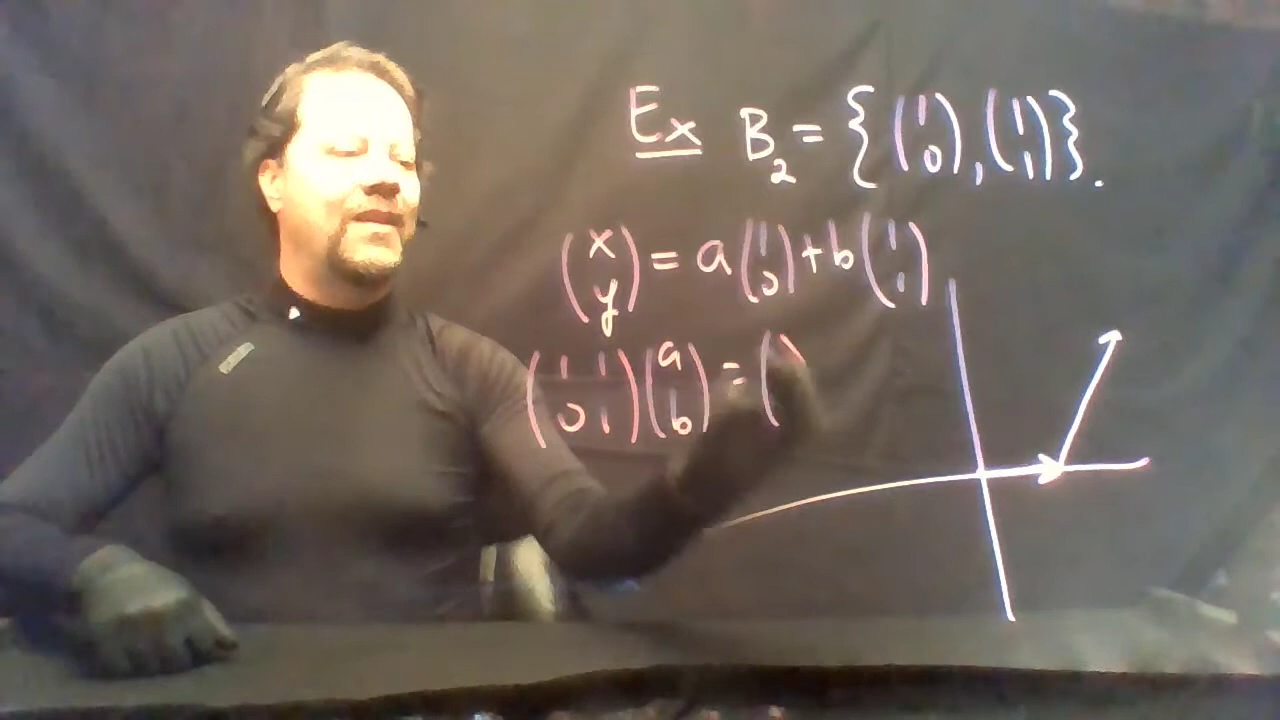 Ex B₂ = { (1 0), (1 1) }.
(x y) = a (1 0) + b (1 1)
(1 1 0 1) (a b) = (